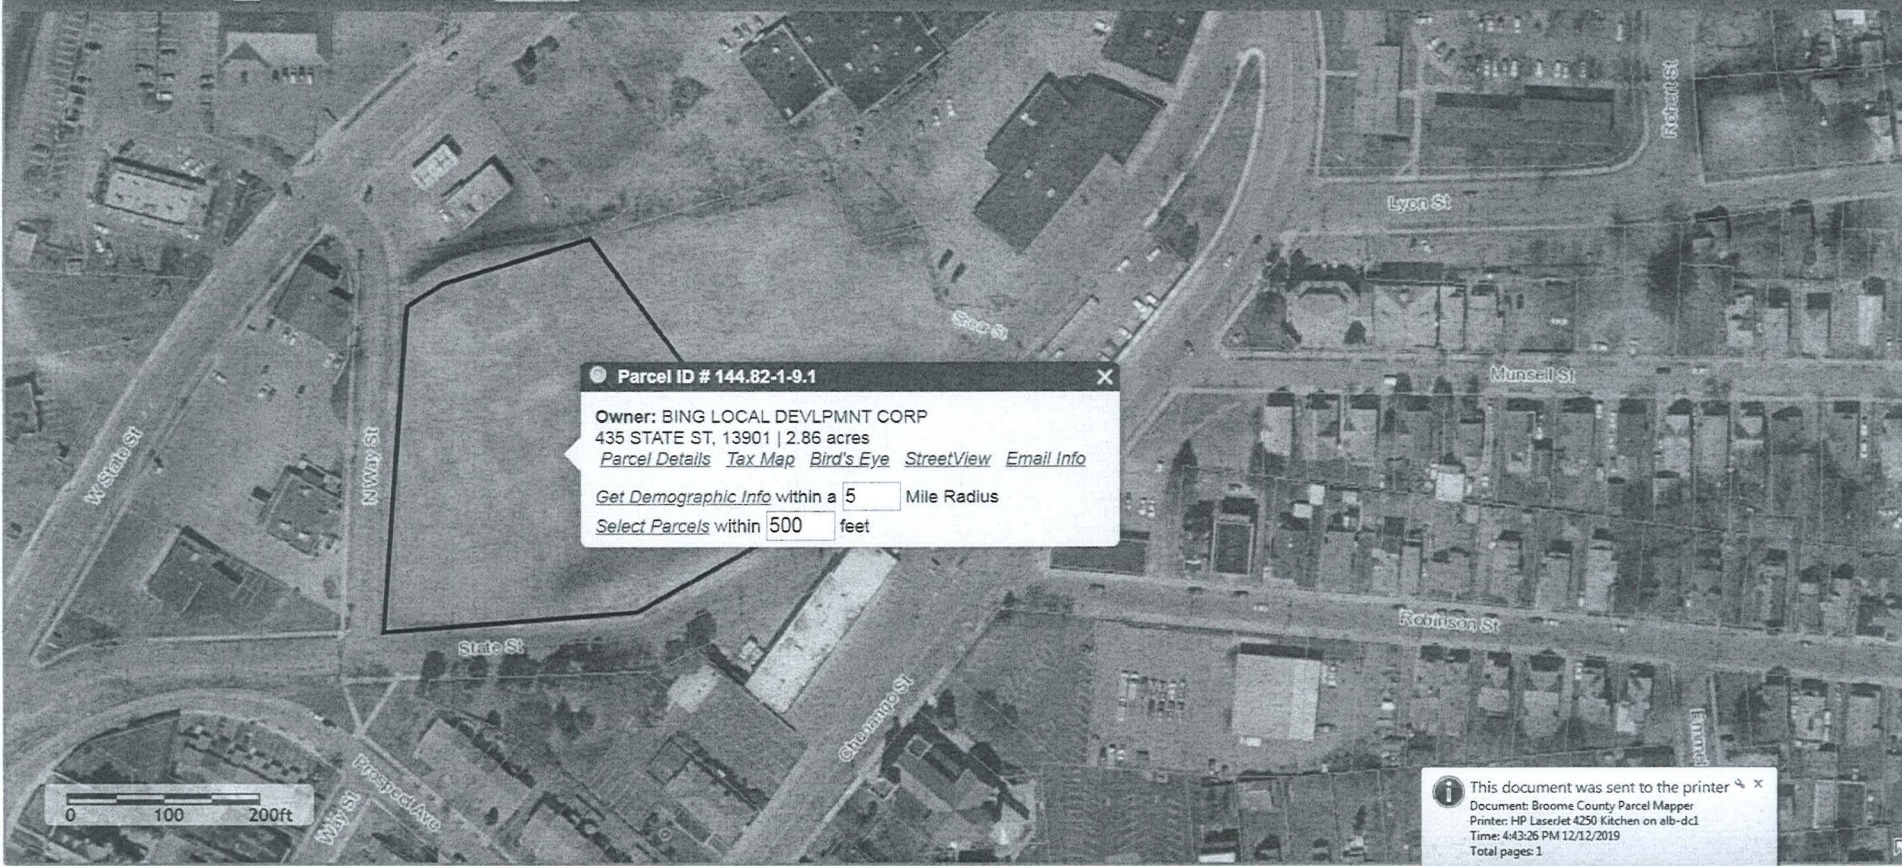 Robert St
Lyon St
Shear St
Munsell St
Parcel ID # 144.82-1-9.1
Owner: BING LOCAL DEVLPMNT CORP
435 STATE ST, 13901 | 2.86 acres
Parcel Details Tax Map Bird's Eye StreetView Email Info
Get Demographic Info within a 5 Mile Radius
Select Parcels within 500 feet
W State St
N Way St
State St
Robinson St
Chenango St
Prospect Ave
Way St
0 100 200ft
This document was sent to the printer
Document: Broome County Parcel Mapper
Printer: HP LaserJet 4250 Kitchen on alb-dc1
Time: 4:43:26 PM 12/12/2019
Total pages: 1